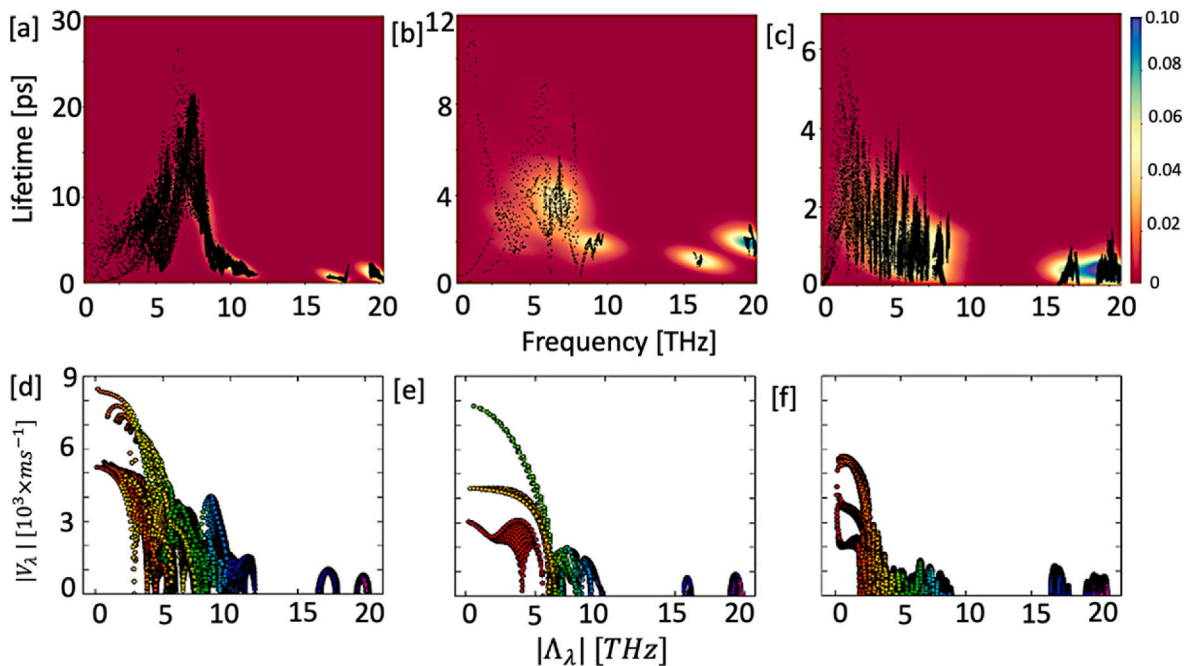 [a]
30
20
10
0
Lifetime [ps]
0 5 10 15 20
[b]
12
8
4
0
0 5 10 15 20
[c]
6
4
2
0
0 5 10 15 20
0.10
0.08
0.06
0.04
0.02
0
Frequency [THz]
[d]
9
6
3
0
|V_λ| [10³×ms⁻¹]
0 5 10 15 20
[e]
0 5 10 15 20
[f]
0 5 10 15 20
|Λ_λ| [THz]